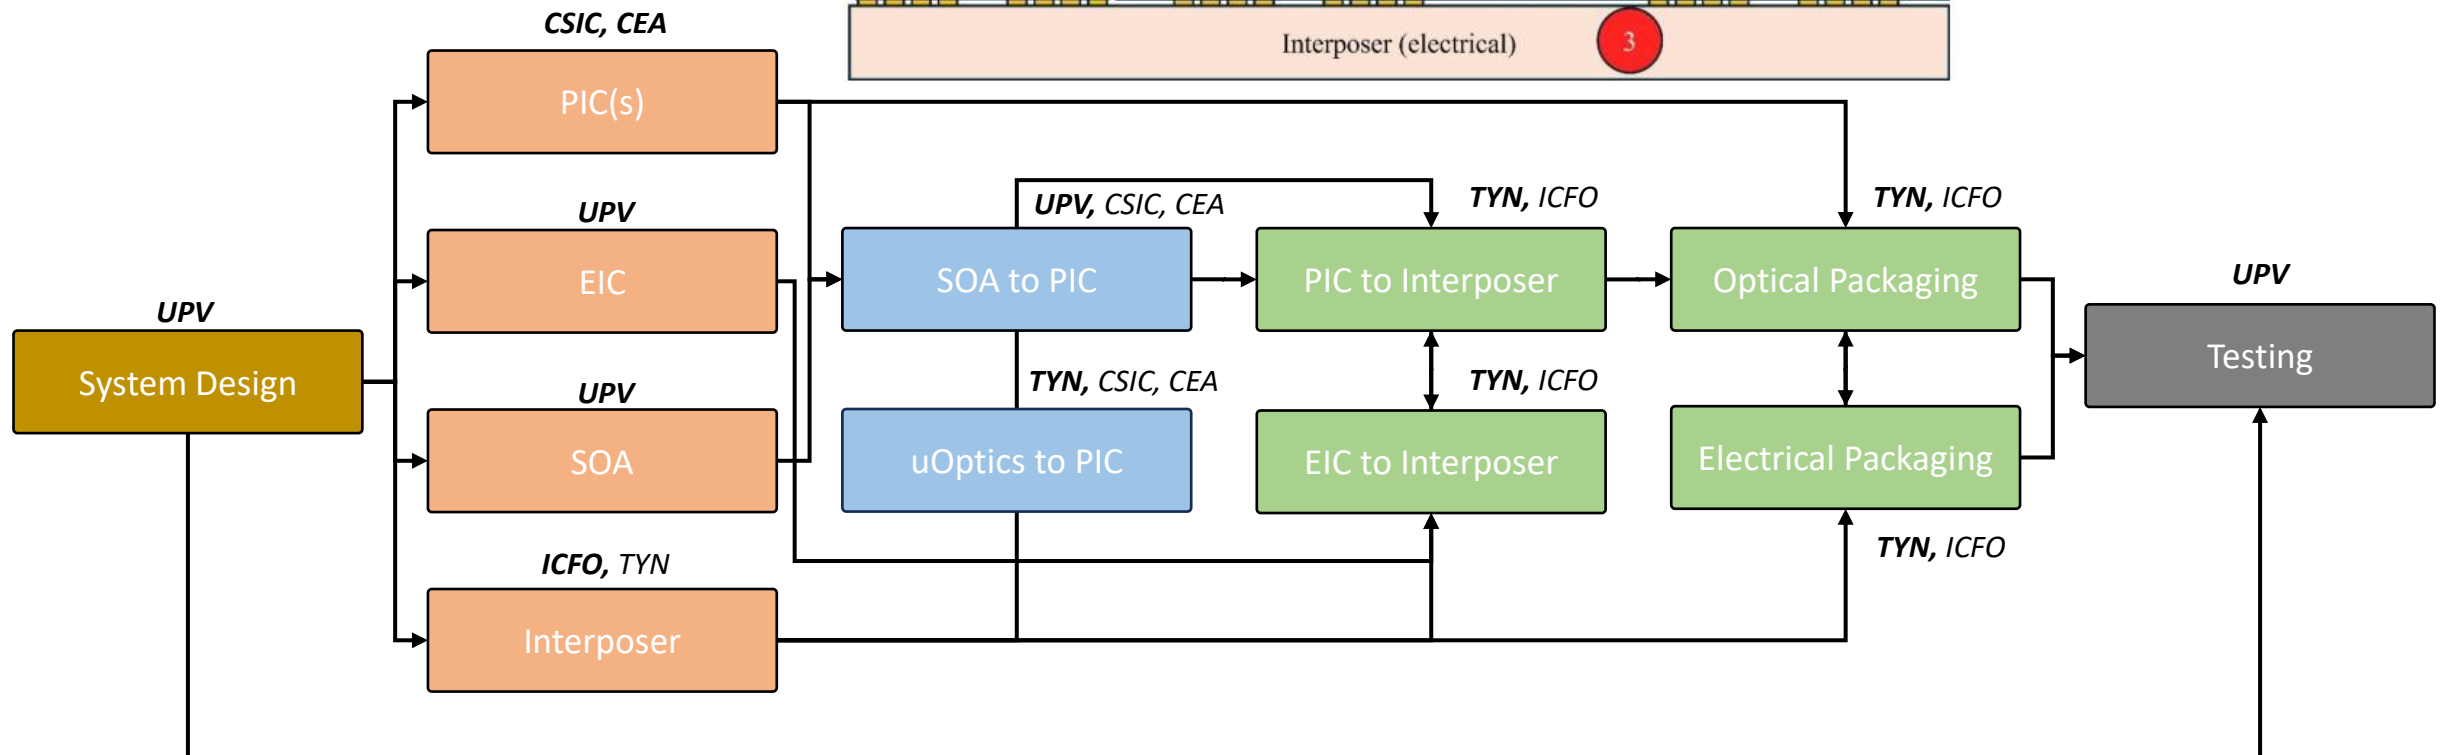 CSIC, CEA
Interposer (electrical)
3
PIC(s)
UPV, CSIC, CEA
TYN, ICFO
TYN, ICFO
UPV
EIC
SOA to PIC
PIC to Interposer
Optical Packaging
UPV
UPV
System Design
Testing
UPV
TYN, CSIC, CEA
TYN, ICFO
SOA
uOptics to PIC
EIC to Interposer
Electrical Packaging
ICFO, TYN
TYN, ICFO
Interposer